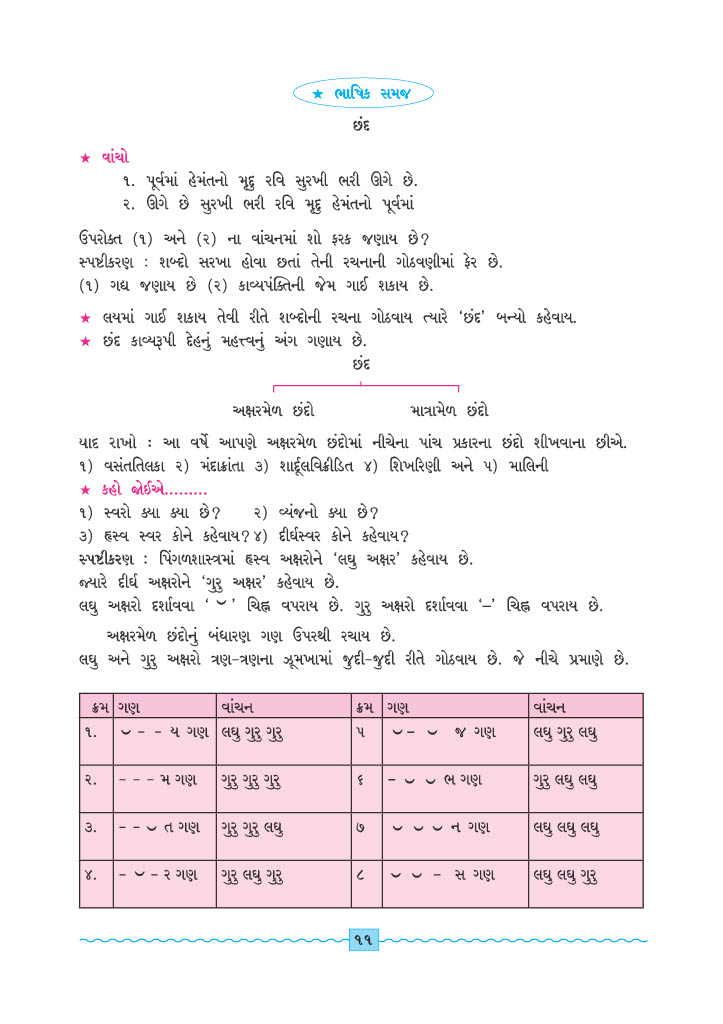 ★ ભાષિક સમજ
છંદ
★ વાંચો
૧. પૂર્વમાં હેમંતનો મૃદુ રવિ સુરખી ભરી ઊગે છે.
૨. ઊગે છે સુરખી ભરી રવિ મૃદુ હેમંતનો પૂર્વમાં
ઉપરોક્ત (૧) અને (૨) ના વાંચનમાં શો ફરક જણાય છે?
સ્પષ્ટીકરણ : શબ્દો સરખા હોવા છતાં તેની રચનાની ગોઠવણીમાં ફેર છે.
(૧) ગદ્ય જણાય છે (૨) કાવ્યપંક્તિની જેમ ગાઈ શકાય છે.
★ લયમાં ગાઈ શકાય તેવી રીતે શબ્દોની રચના ગોઠવાય ત્યારે ‘છંદ’ બન્યો કહેવાય.
★ છંદ કાવ્યરૂપી દેહનું મહત્ત્વનું અંગ ગણાય છે.
છંદ
અક્ષરમેળ છંદો માત્રામેળ છંદો
યાદ રાખો : આ વર્ષે આપણે અક્ષરમેળ છંદોમાં નીચેના પાંચ પ્રકારના છંદો શીખવાના છીએ.
૧) વસંતતિલકા ૨) મંદાક્રાંતા ૩) શાર્દૂલવિક્રીડિત ૪) શિખરિણી અને ૫) માલિની
★ કહો જોઈએ.........
૧) સ્વરો ક્યા ક્યા છે? ૨) વ્યંજનો ક્યા છે?
૩) હ્રસ્વ સ્વર કોને કહેવાય? ૪) દીર્ઘસ્વર કોને કહેવાય?
સ્પષ્ટીકરણ : પિંગળશાસ્ત્રમાં હ્રસ્વ અક્ષરોને ‘લઘુ અક્ષર’ કહેવાય છે.
જ્યારે દીર્ઘ અક્ષરોને ‘ગુરુ અક્ષર’ કહેવાય છે.
લઘુ અક્ષરો દર્શાવવા ‘ ⌣ ’ ચિહ્ન વપરાય છે. ગુરુ અક્ષરો દર્શાવવા ‘–’ ચિહ્ન વપરાય છે.
અક્ષરમેળ છંદોનું બંધારણ ગણ ઉપરથી રચાય છે.
લઘુ અને ગુરુ અક્ષરો ત્રણ-ત્રણના ઝૂમખામાં જુદી-જુદી રીતે ગોઠવાય છે. જે નીચે પ્રમાણે છે.
ક્રમ ગણ વાંચન ક્રમ ગણ વાંચન
૧. ⌣ - - ય ગણ લઘુ ગુરુ ગુરુ ૫ ⌣ - ⌣ જ ગણ લઘુ ગુરુ લઘુ
૨. - - - મ ગણ ગુરુ ગુરુ ગુરુ ૬ - ⌣ ⌣ ભ ગણ ગુરુ લઘુ લઘુ
૩. - - ⌣ ત ગણ ગુરુ ગુરુ લઘુ ૭ ⌣ ⌣ ⌣ ન ગણ લઘુ લઘુ લઘુ
૪. - ⌣ - ર ગણ ગુરુ લઘુ ગુરુ ૮ ⌣ ⌣ - સ ગણ લઘુ લઘુ ગુરુ
૧૧